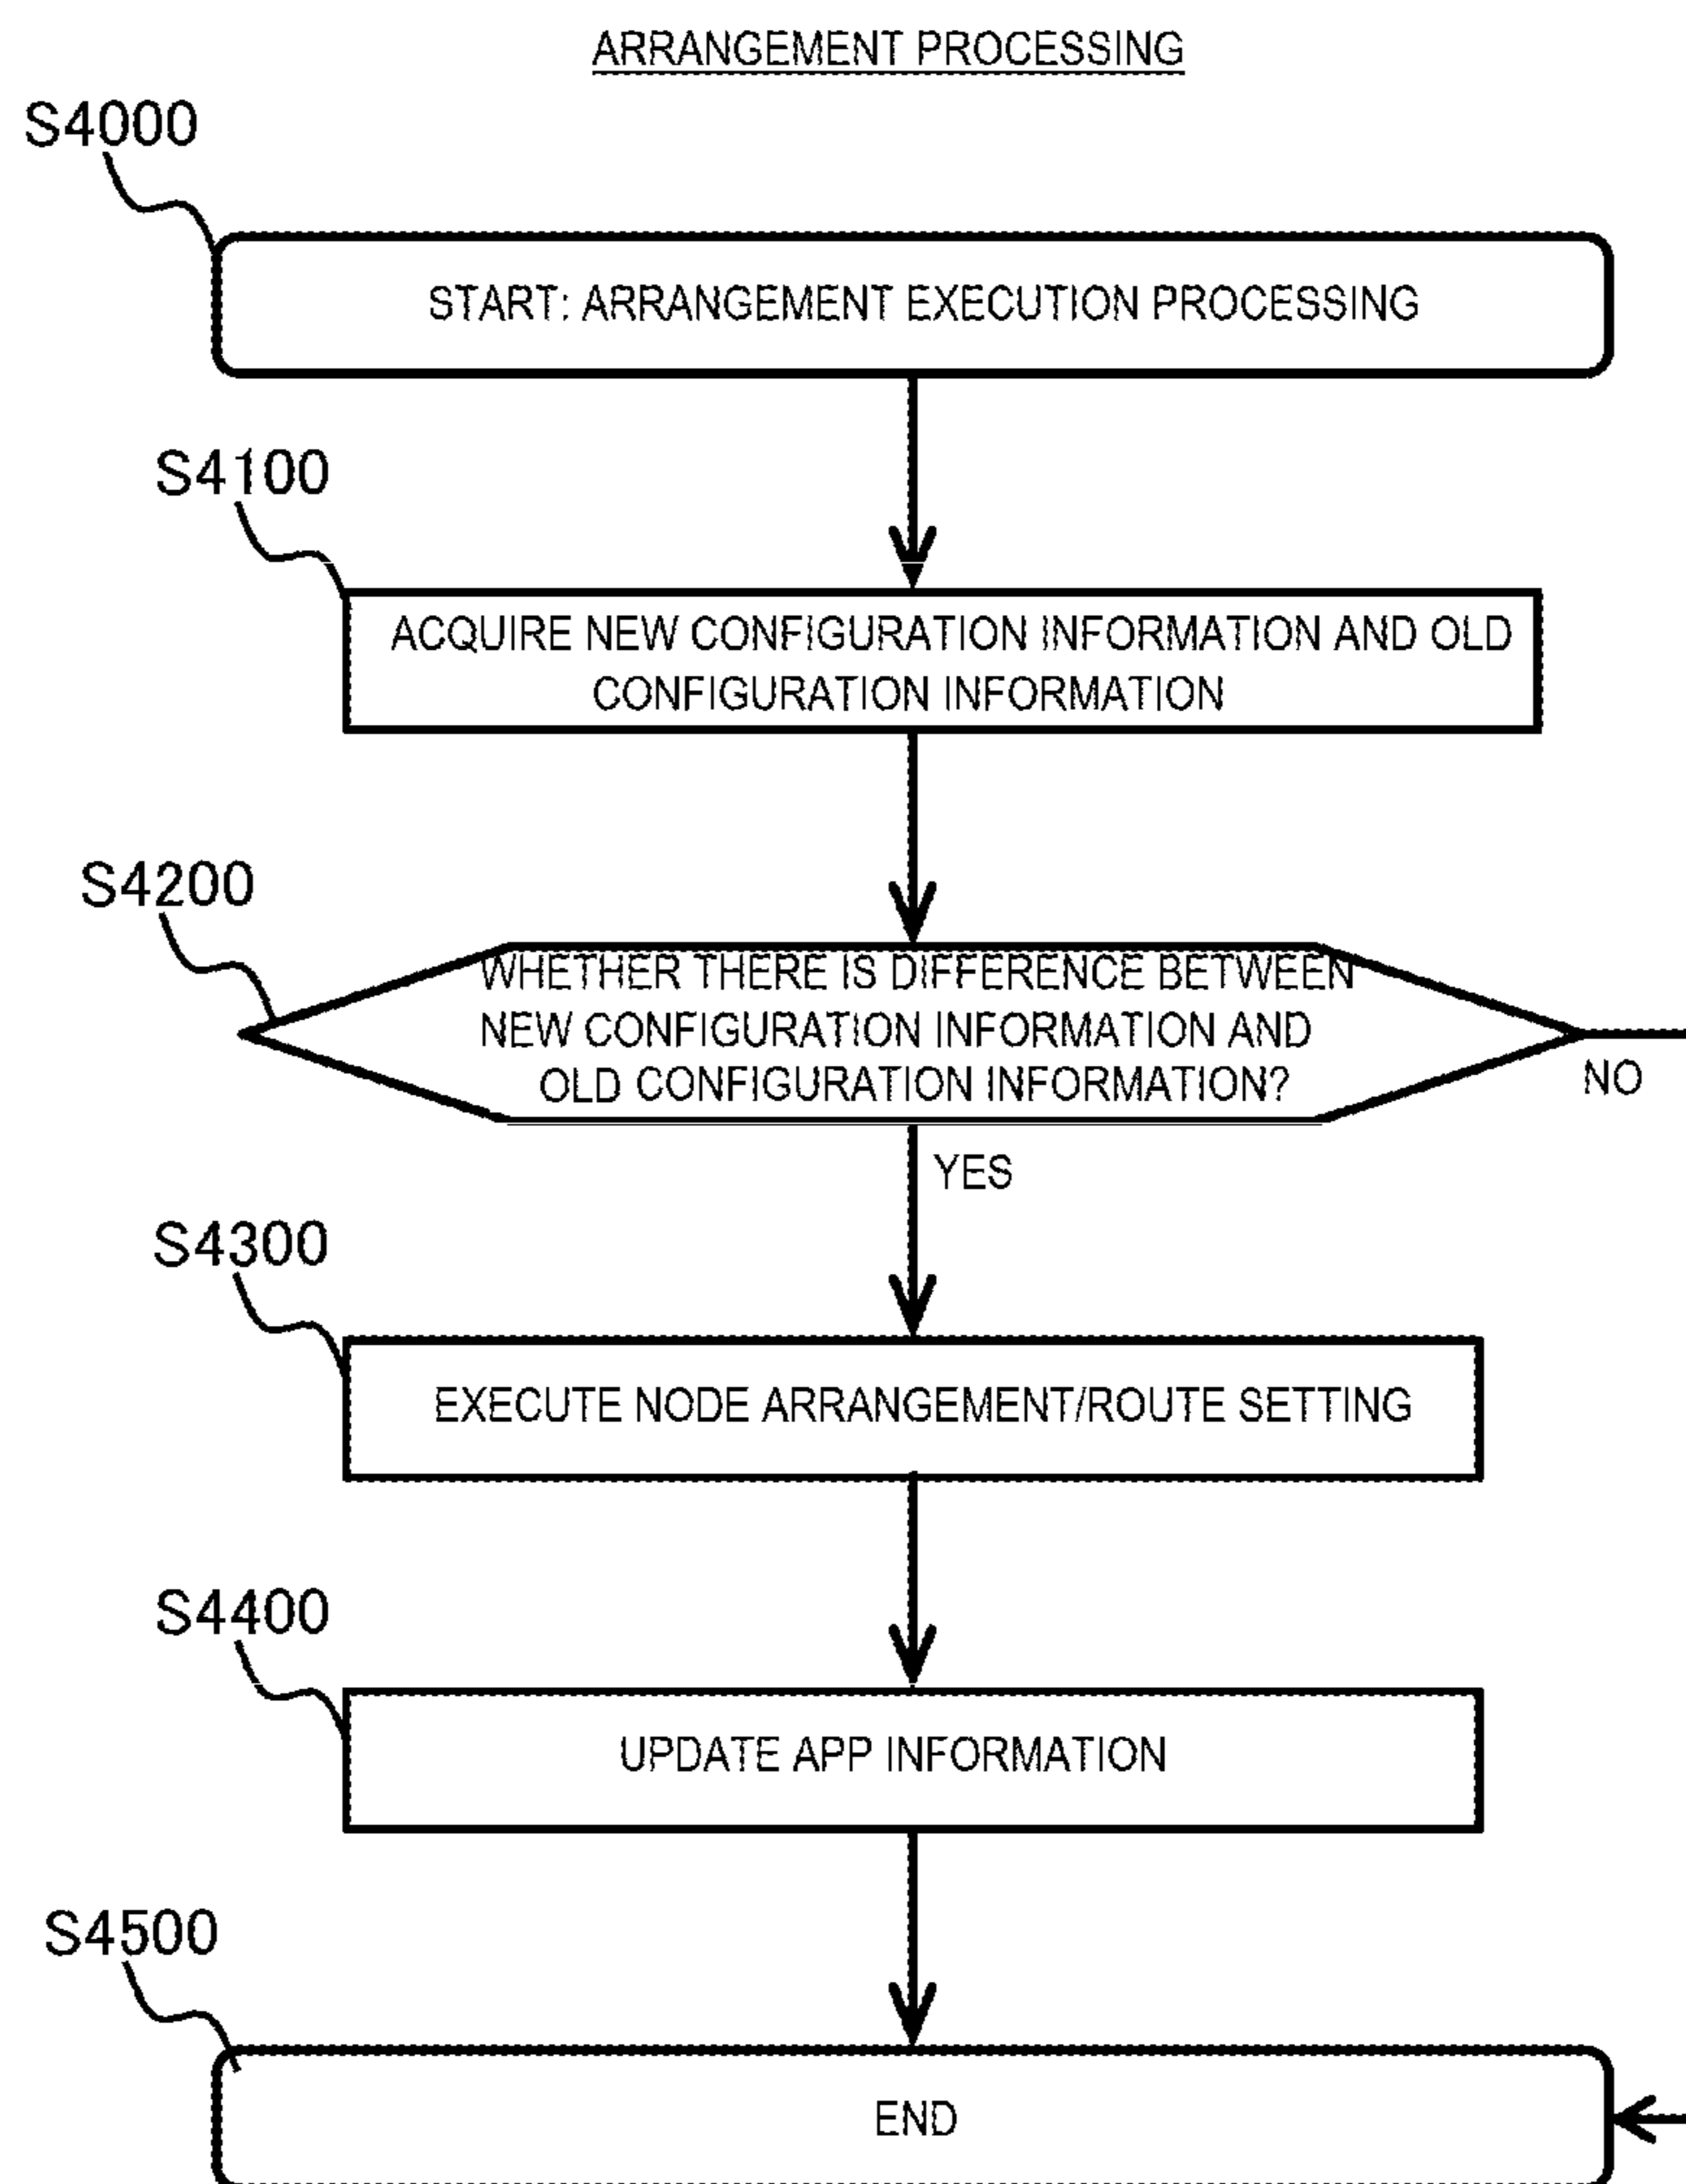 ARRANGEMENT PROCESSING
S4000
START: ARRANGEMENT EXECUTION PROCESSING
S4100
ACQUIRE NEW CONFIGURATION INFORMATION AND OLD
CONFIGURATION INFORMATION
S4200
WHETHER THERE IS DIFFERENCE BETWEEN
NEW CONFIGURATION INFORMATION AND
OLD CONFIGURATION INFORMATION?
NO
YES
S4300
EXECUTE NODE ARRANGEMENT/ROUTE SETTING
S4400
UPDATE APP INFORMATION
S4500
END